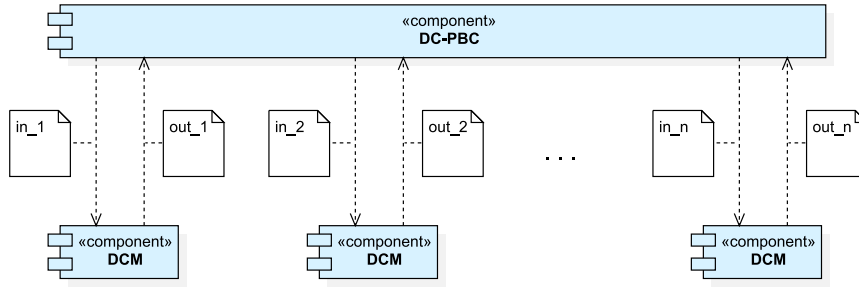 «component»
DC-PBC
in_1
out_1
in_2
out_2
. . .
in_n
out_n
«component»
DCM
«component»
DCM
«component»
DCM